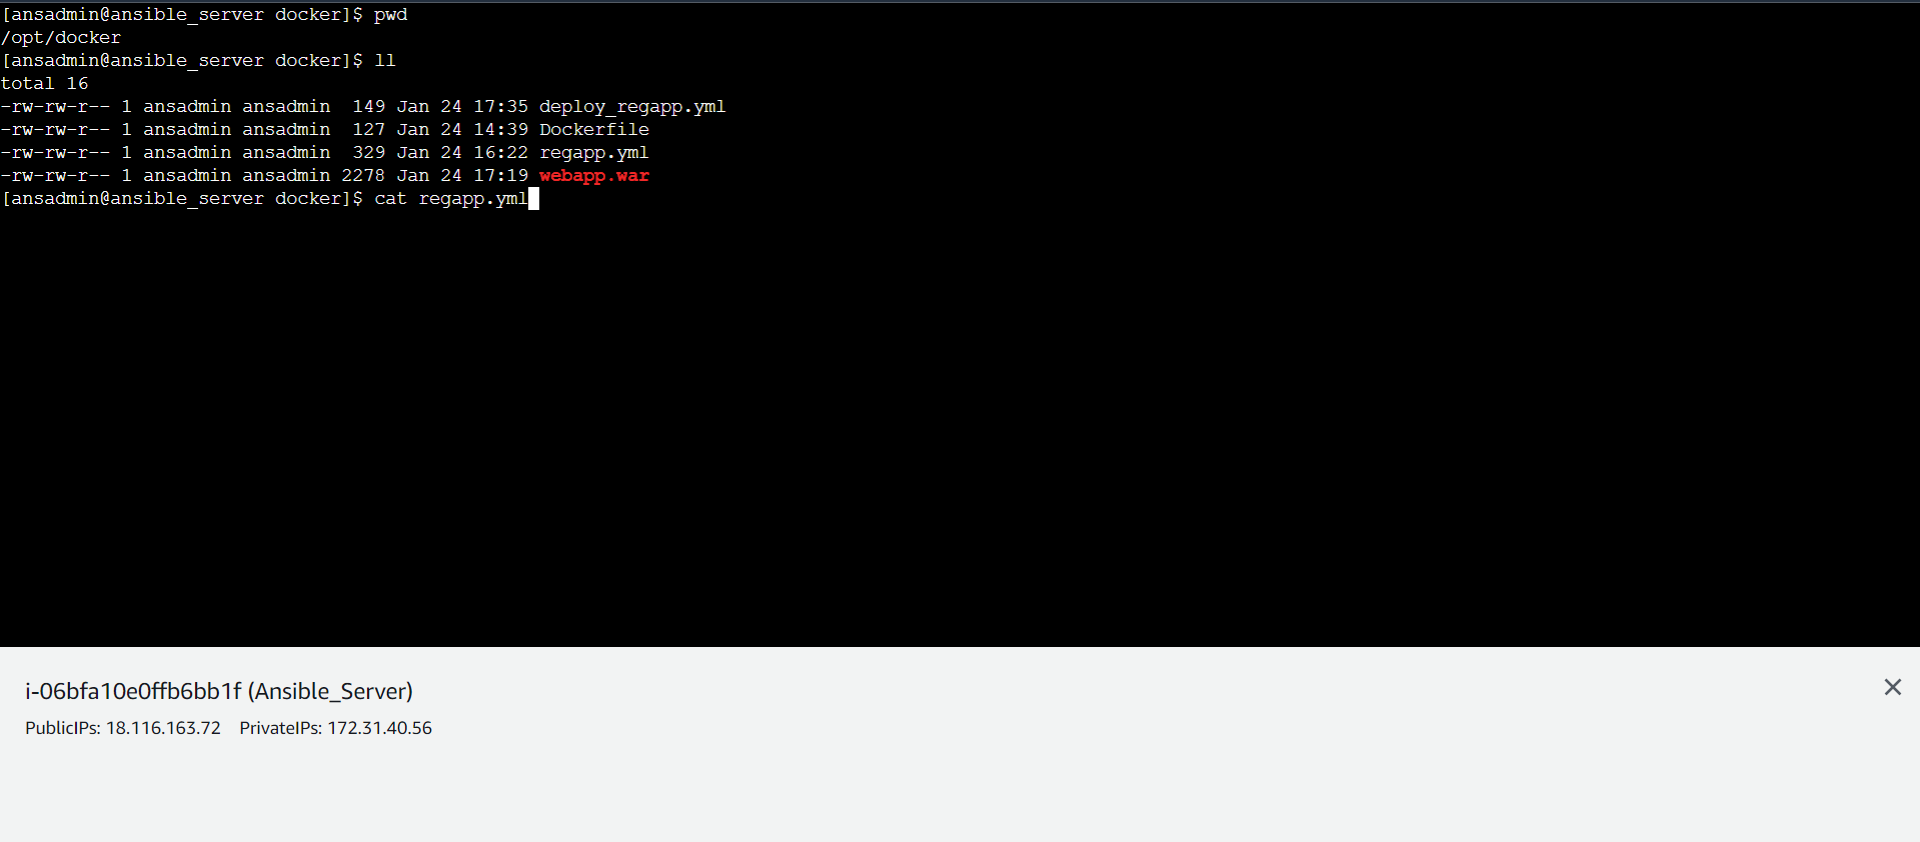 [ansadmin@ansible_server docker]$ pwd
/opt/docker
[ansadmin@ansible_server docker]$ ll
total 16
-rw-rw-r-- 1 ansadmin ansadmin  149 Jan 24 17:35 deploy_regapp.yml
-rw-rw-r-- 1 ansadmin ansadmin  127 Jan 24 14:39 Dockerfile
-rw-rw-r-- 1 ansadmin ansadmin  329 Jan 24 16:22 regapp.yml
-rw-rw-r-- 1 ansadmin ansadmin 2278 Jan 24 17:19 webapp.war
[ansadmin@ansible_server docker]$ cat regapp.yml
i-06bfa10e0ffb6bb1f (Ansible_Server)
PublicIPs: 18.116.163.72 PrivateIPs: 172.31.40.56